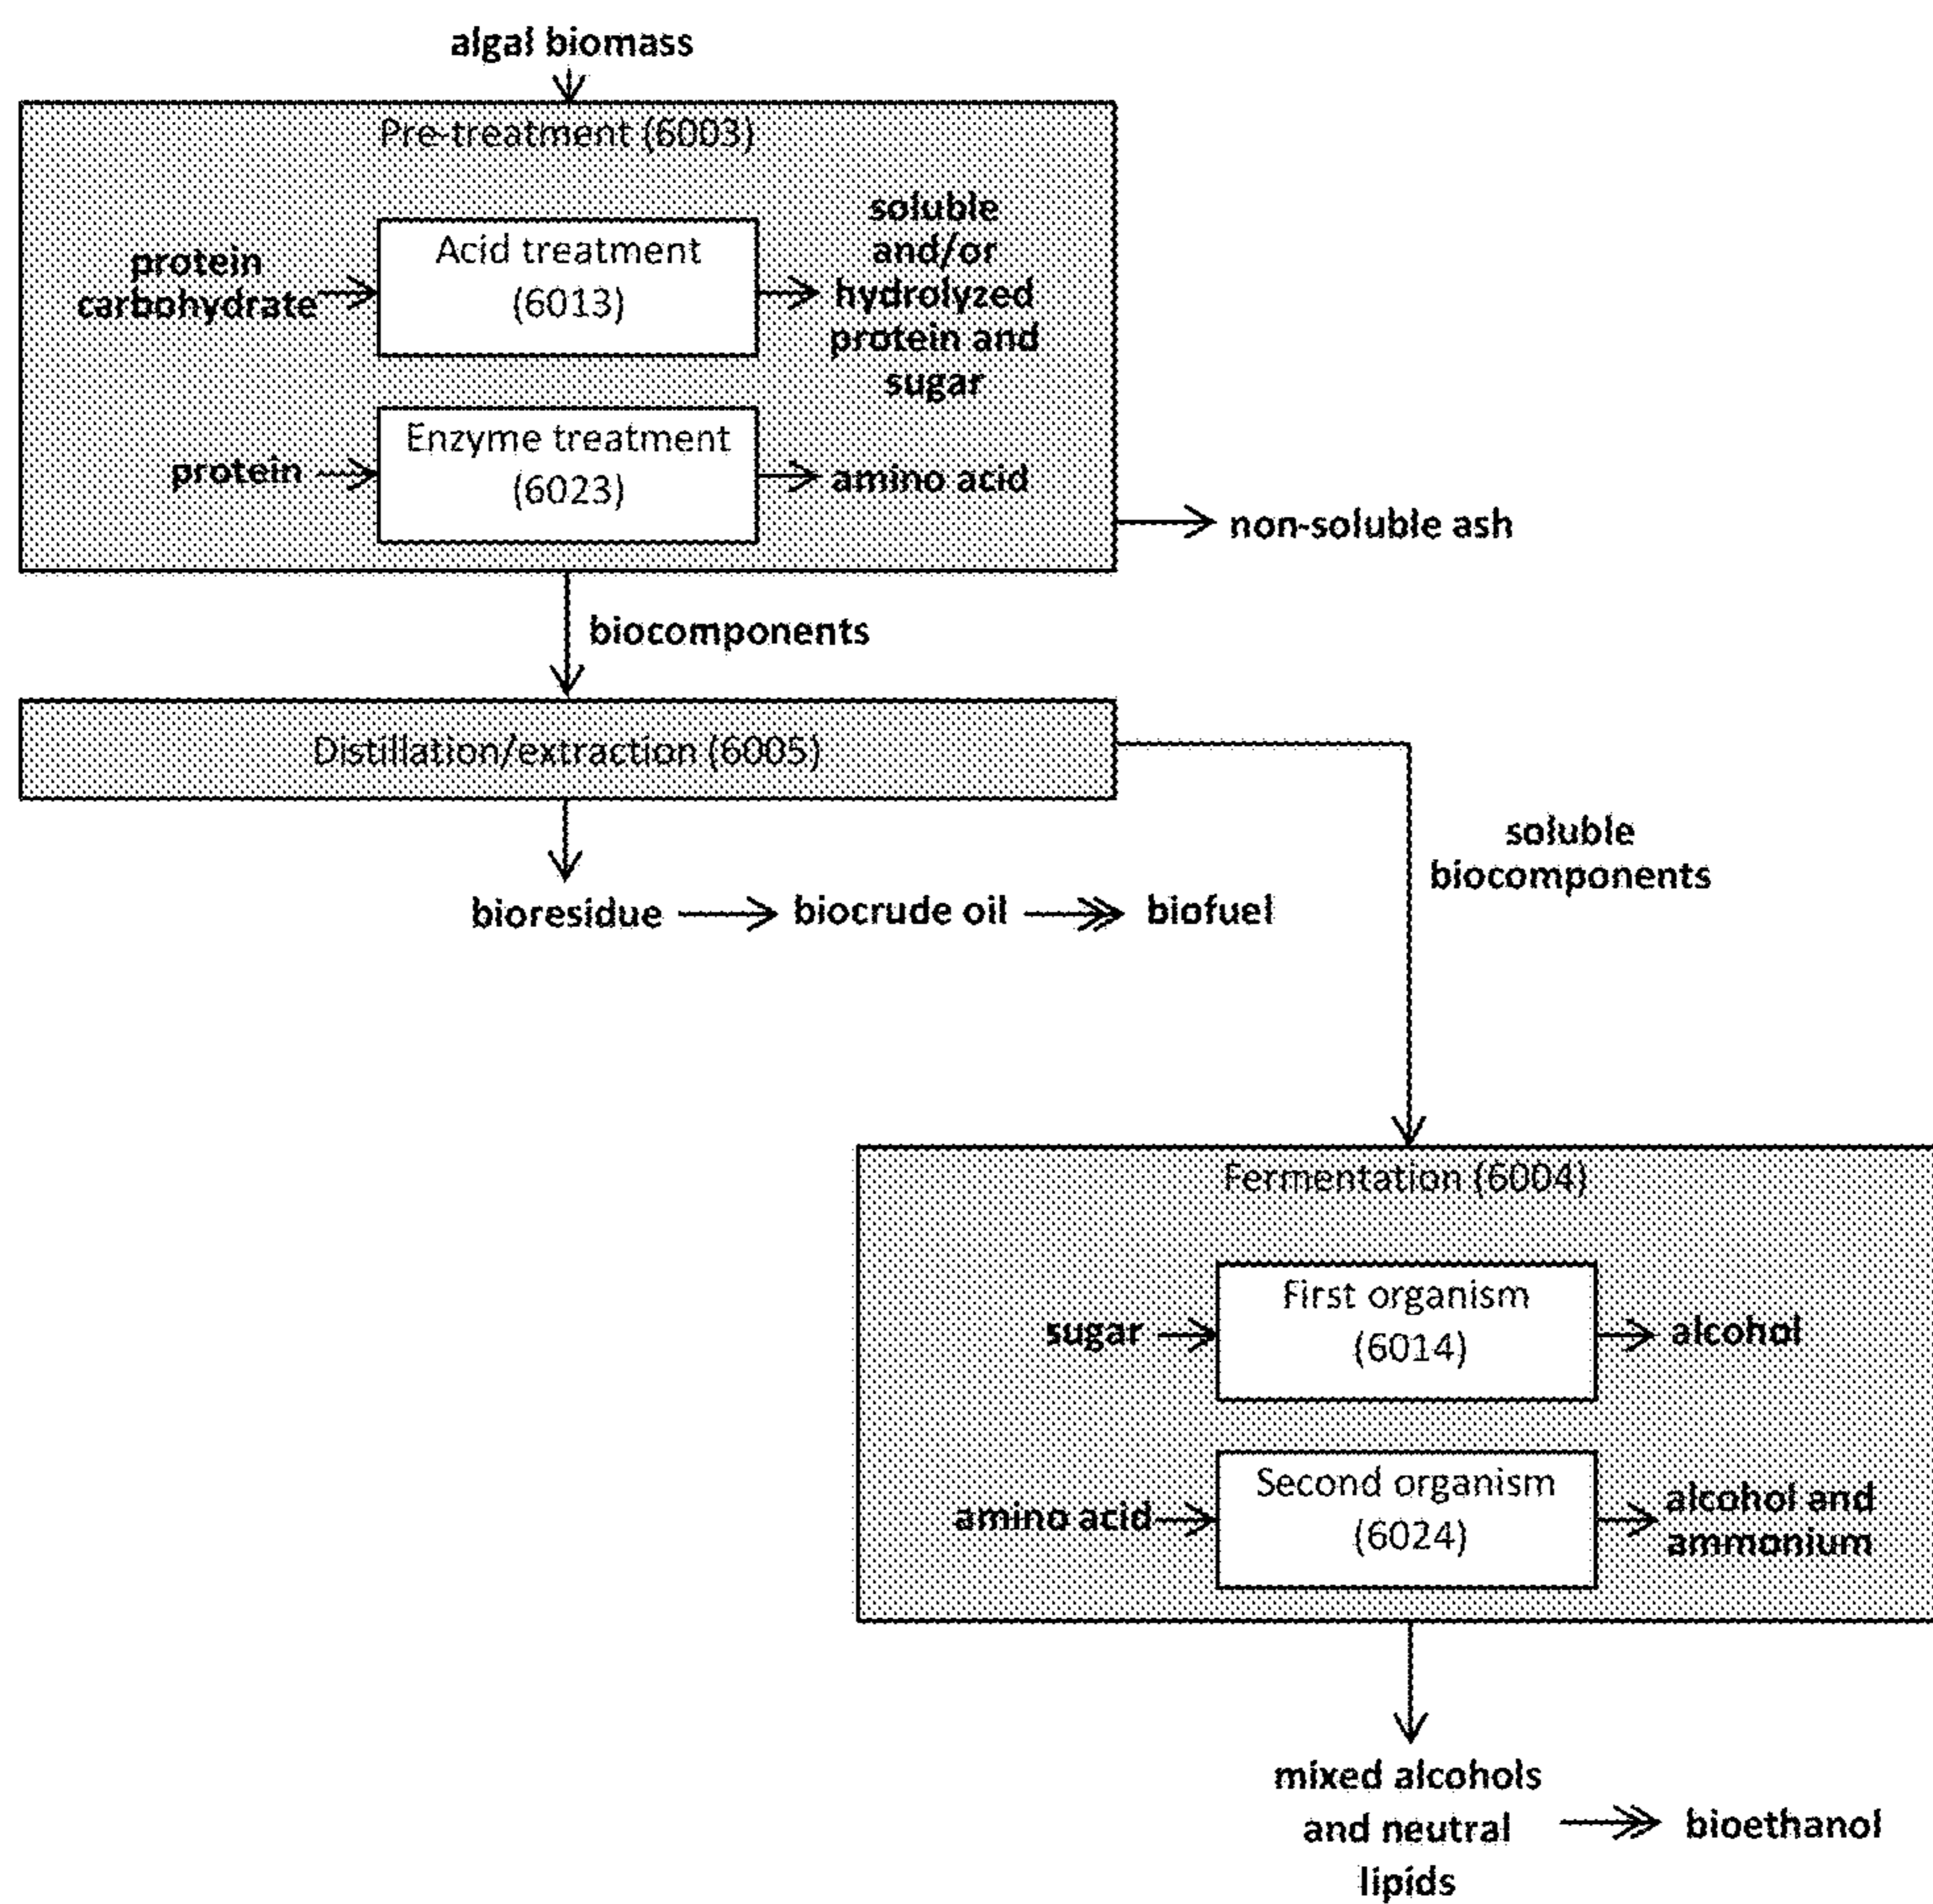 algal biomass
Pre-treatment (6003)
protein
carbohydrate
Acid treatment
(6013)
soluble
and/or
hydrolyzed
protein and
sugar
protein
Enzyme treatment
(6023)
amino acid
non-soluble ash
biocomponents
Distillation/extraction (6005)
soluble
biocomponents
bioresidue
biocrude oil
biofuel
Fermentation (6004)
sugar
First organism
(6014)
alcohol
amino acid
Second organism
(6024)
alcohol and
ammonium
mixed alcohols
and neutral
lipids
bioethanol